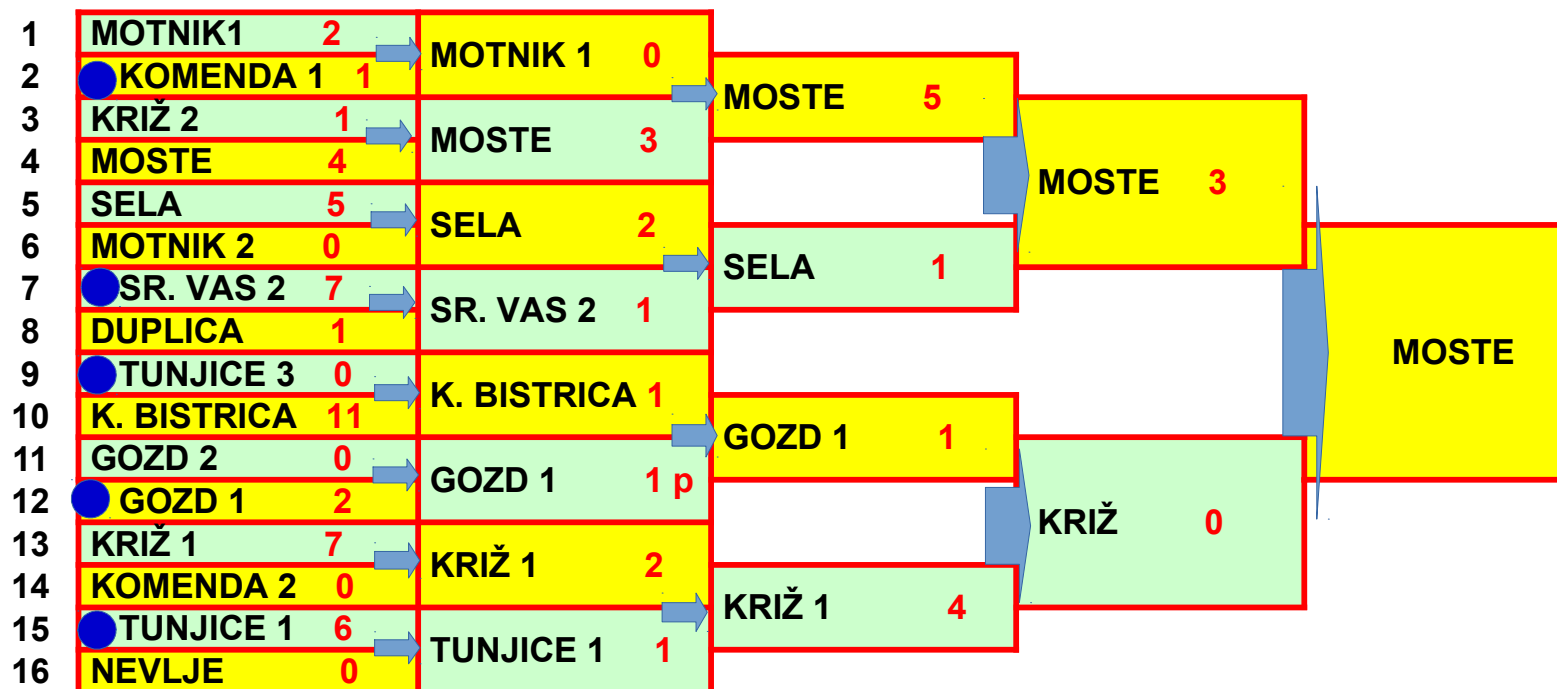 1 MOTNIK1 2
2 KOMENDA 1 1
3 KRIŽ 2 1
4 MOSTE 4
5 SELA 5
6 MOTNIK 2 0
7 SR. VAS 2 7
8 DUPLICA 1
9 TUNJICE 3 0
10 K. BISTRICA 11
11 GOZD 2 0
12 GOZD 1 2
13 KRIŽ 1 7
14 KOMENDA 2 0
15 TUNJICE 1 6
16 NEVLJE 0
MOTNIK 1 0
MOSTE 3
SELA 2
SR. VAS 2 1
K. BISTRICA 1
GOZD 1 1 p
KRIŽ 1 2
TUNJICE 1 1
MOSTE 5
SELA 1
GOZD 1 1
KRIŽ 1 4
MOSTE 3
KRIŽ 0
MOSTE